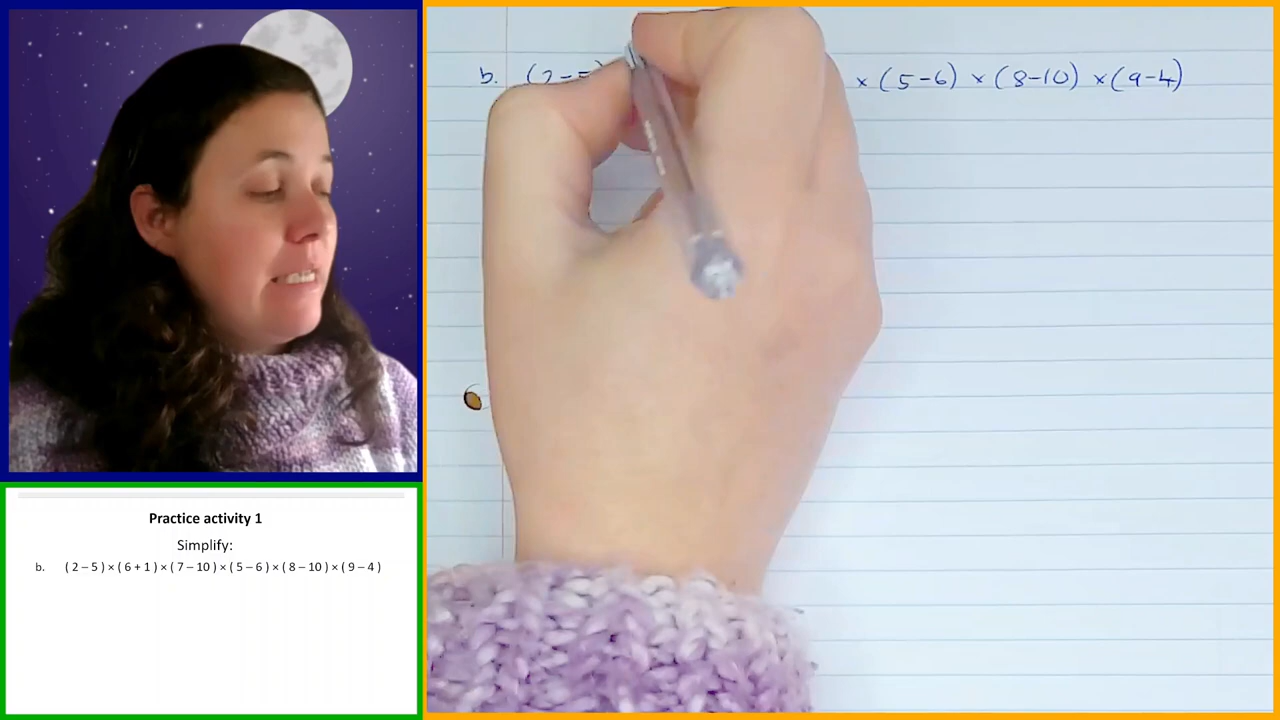 b. (2-5) × (5-6) × (8-10) × (9-4)
Practice activity 1
Simplify:
b. ( 2 – 5 ) × ( 6 + 1 ) × ( 7 – 10 ) × ( 5 – 6 ) × ( 8 – 10 ) × ( 9 – 4 )